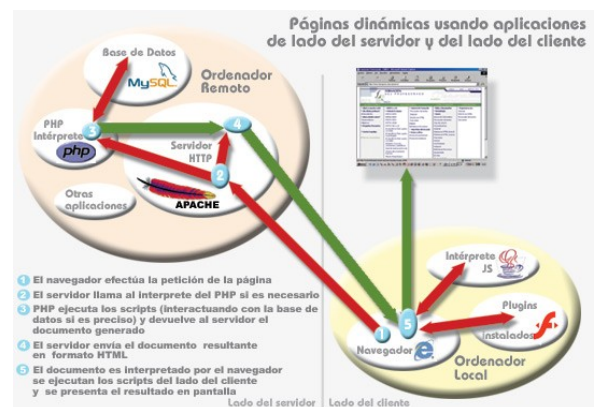 Páginas dinámicas usando aplicaciones
de lado del servidor y del lado del cliente
Base de Datos
MySQL
Ordenador
Remoto
PHP
Intérprete
3
php
4
Servidor
HTTP
2
APACHE
Otras
aplicaciones
1 El navegador efectúa la petición de la página
2 El servidor llama al interprete del PHP si es necesario
3 PHP ejecuta los scripts (interactuando con la base de
datos si es preciso) y devuelve al servidor el
documento generado
4 El servidor envía el documento resultante
en formato HTML
5 El documento es interpretado por el navegador
se ejecutan los scripts del lado del cliente
y se presenta el resultado en pantalla
Intérprete
JS
Plugins
instalados
1
5
Navegador
Ordenador
Local
Lado del servidor
Lado del cliente